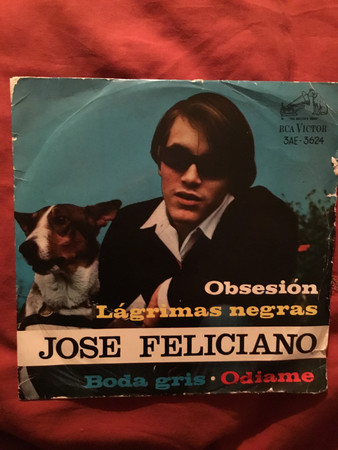 RCA VICTOR
3AE-3624
Obsesión
Lágrimas negras
JOSE FELICIANO
Boda gris · Odiame